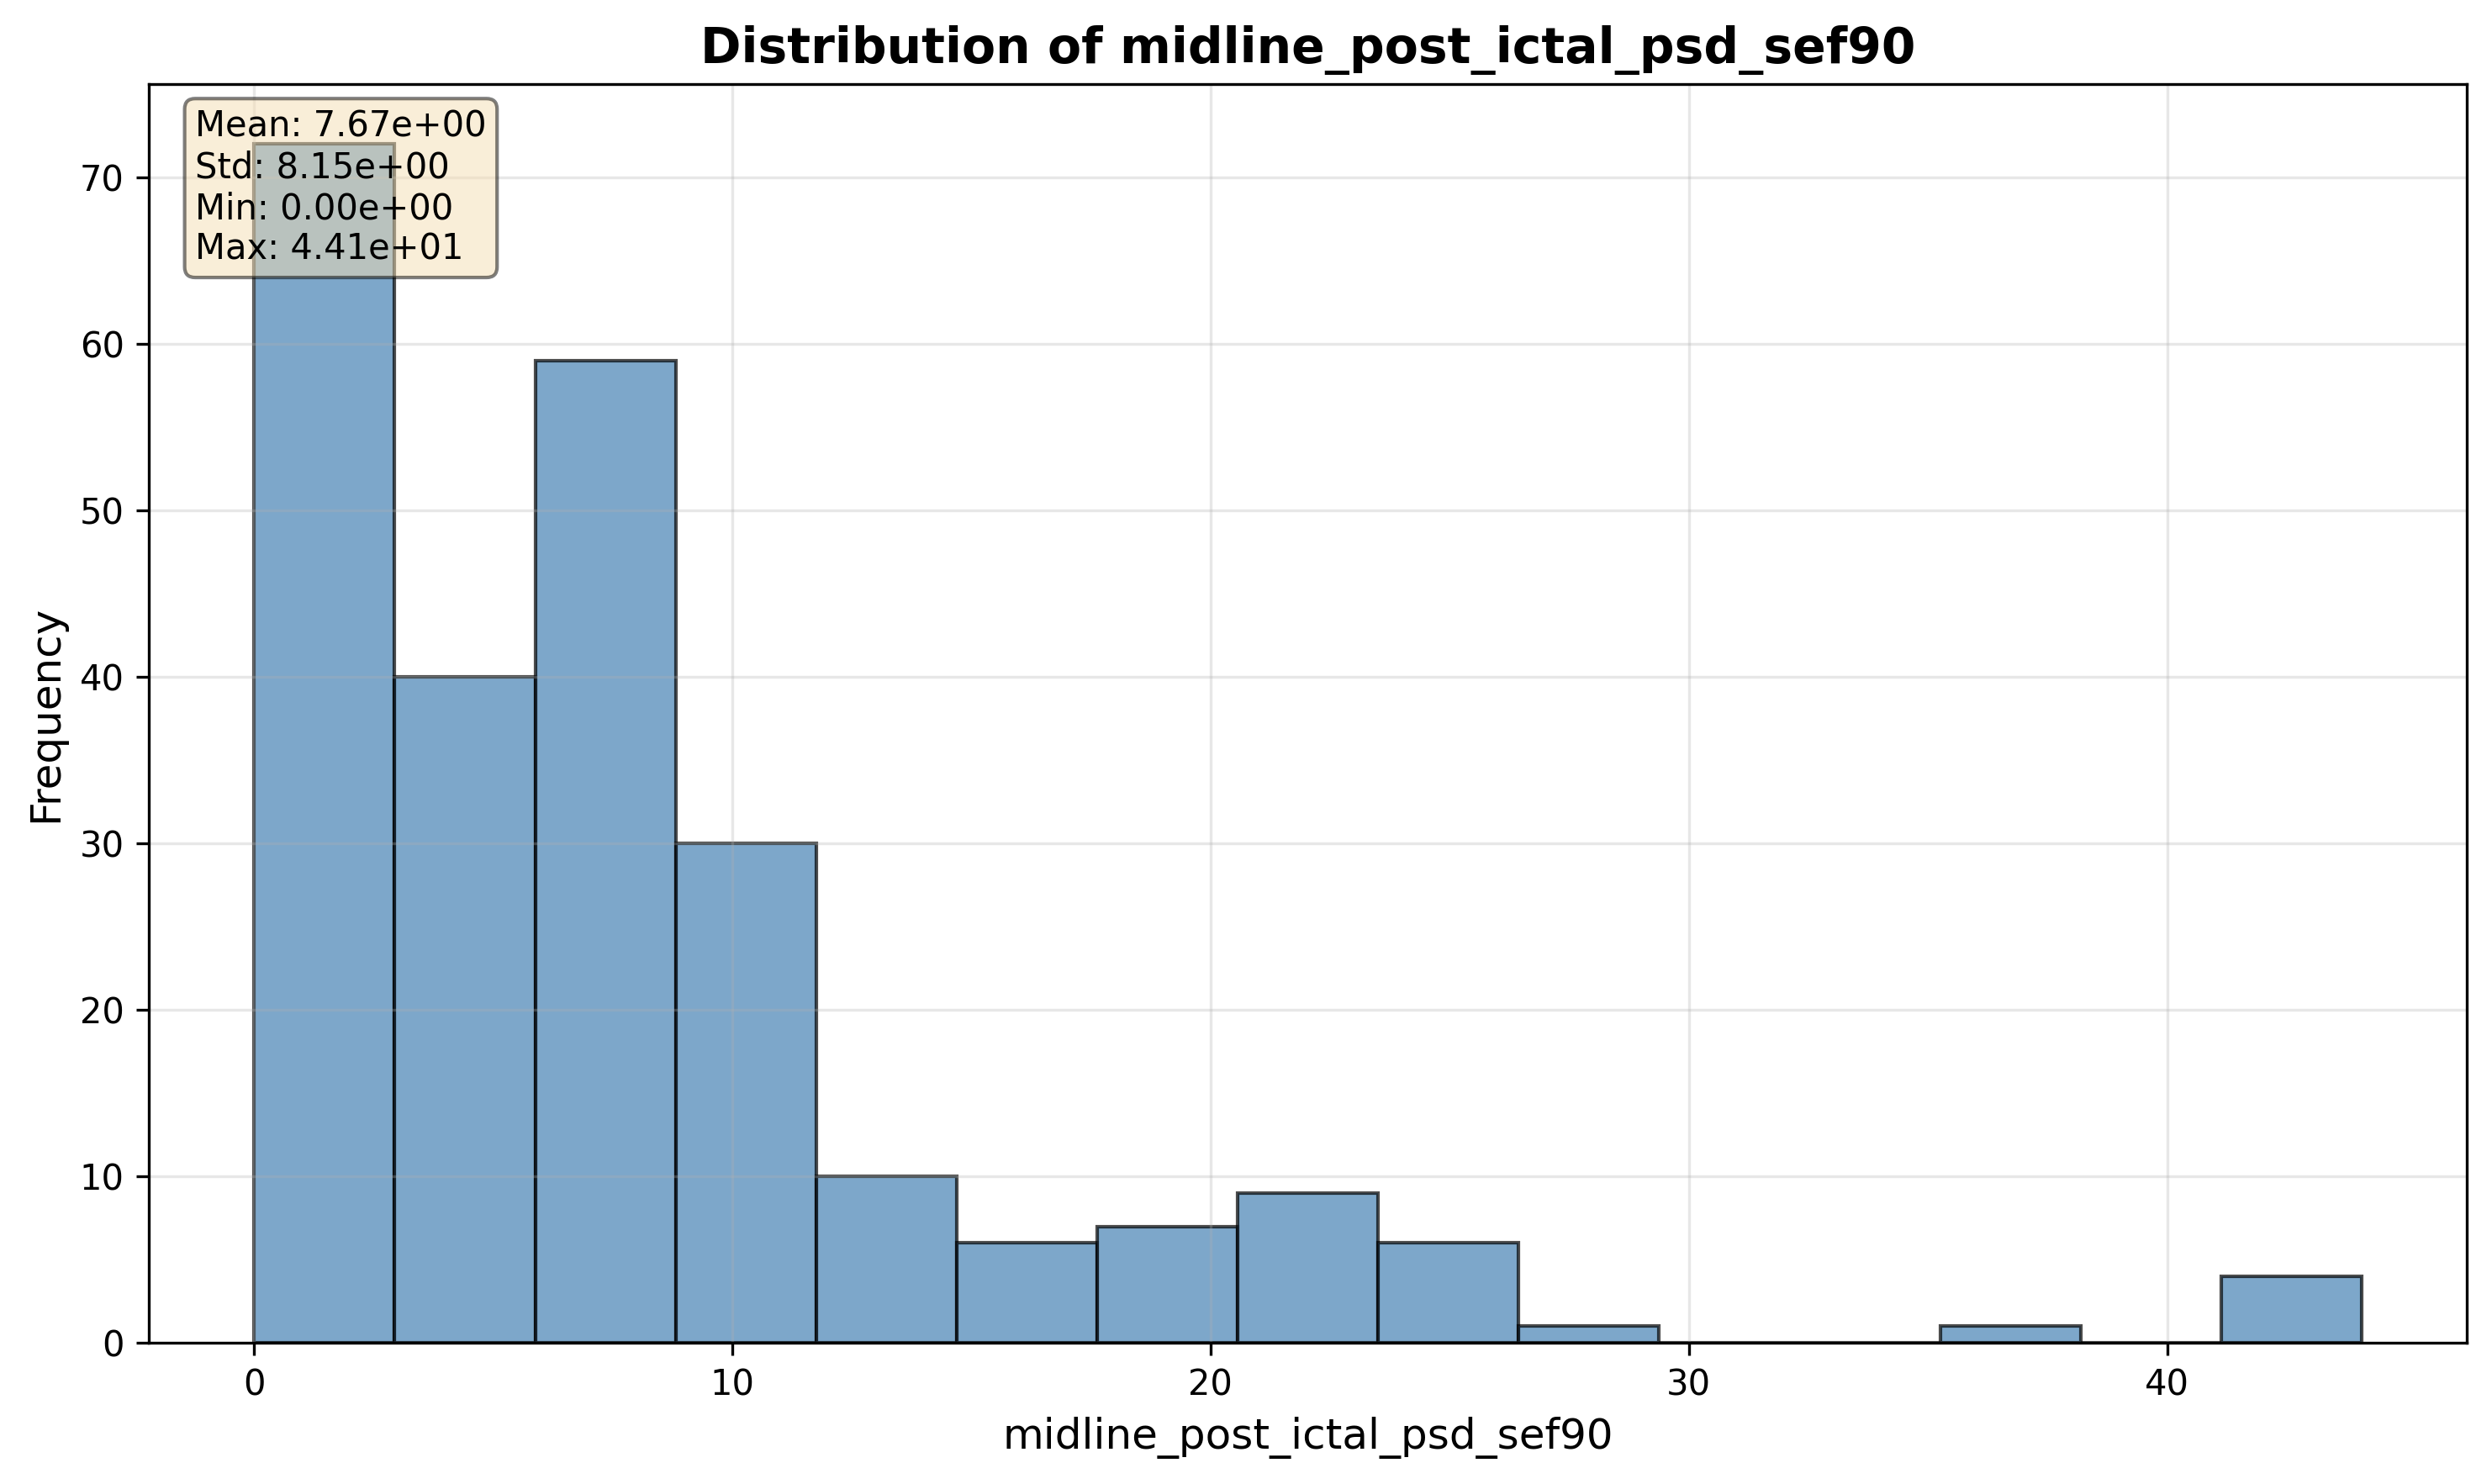 Distribution of midline_post_ictal_psd_sef90
Mean: 7.67e+00
Std: 8.15e+00
Min: 0.00e+00
Max: 4.41e+01
70
60
50
40
30
20
10
0
Frequency
0 10 20 30 40
midline_post_ictal_psd_sef90